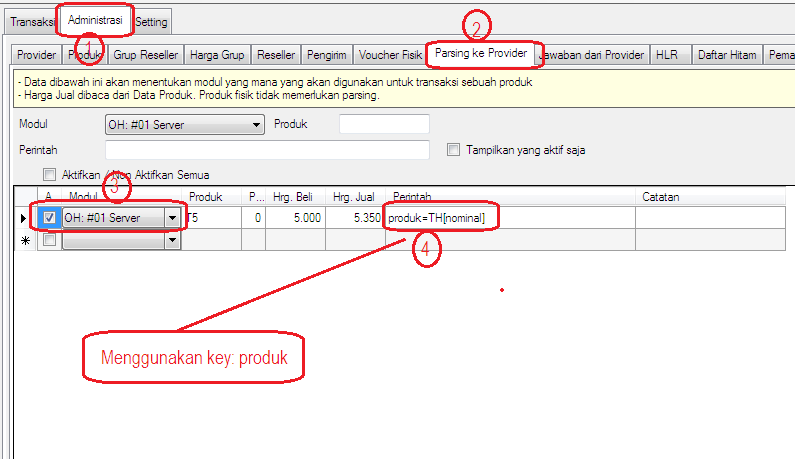 Transaksi Administrasi Setting
1 2
Provider Produk Grup Reseller Harga Grup Reseller Pengirim Voucher Fisik Parsing ke Provider Jawaban dari Provider HLR Daftar Hitam Pema
- Data dibawah ini akan menentukan modul yang mana yang akan digunakan untuk transaksi sebuah produk
- Harga Jual dibaca dari Data Produk. Produk fisik tidak memerlukan parsing.
Modul OH: #01 Server Produk
Perintah Tampilkan yang aktif saja
Aktifkan / Non Aktifkan Semua
3
A... Modul Produk P... Hrg. Beli Hrg. Jual Perintah Catatan
OH: #01 Server T5 0 5.000 5.350 produk=TH[nominal]
4
Menggunakan key: produk